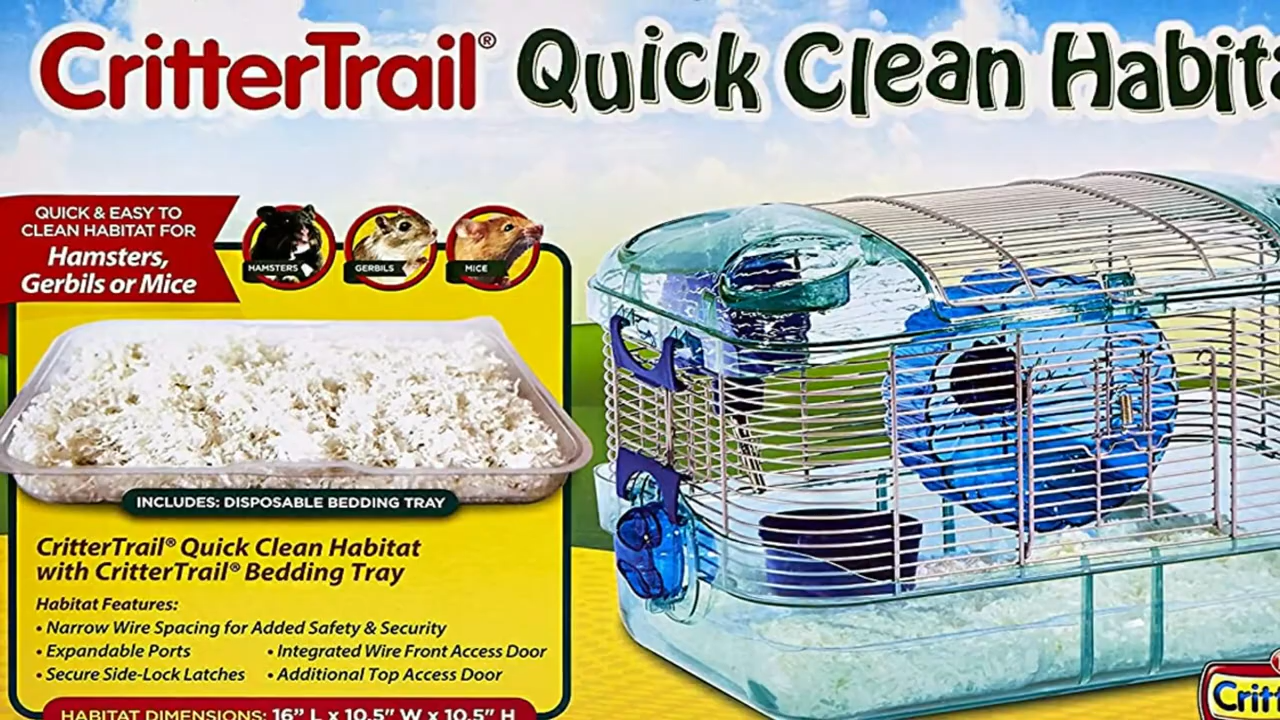 CritterTrail® Quick Clean Habita
QUICK & EASY TO
CLEAN HABITAT FOR
Hamsters,
Gerbils or Mice
HAMSTERS
GERBILS
MICE
INCLUDES: DISPOSABLE BEDDING TRAY
CritterTrail® Quick Clean Habitat
with CritterTrail® Bedding Tray
Habitat Features:
• Narrow Wire Spacing for Added Safety & Security
• Expandable Ports • Integrated Wire Front Access Door
• Secure Side-Lock Latches • Additional Top Access Door
HABITAT DIMENSIONS: 16” L x 10.5” W x 10.5” H
Critt